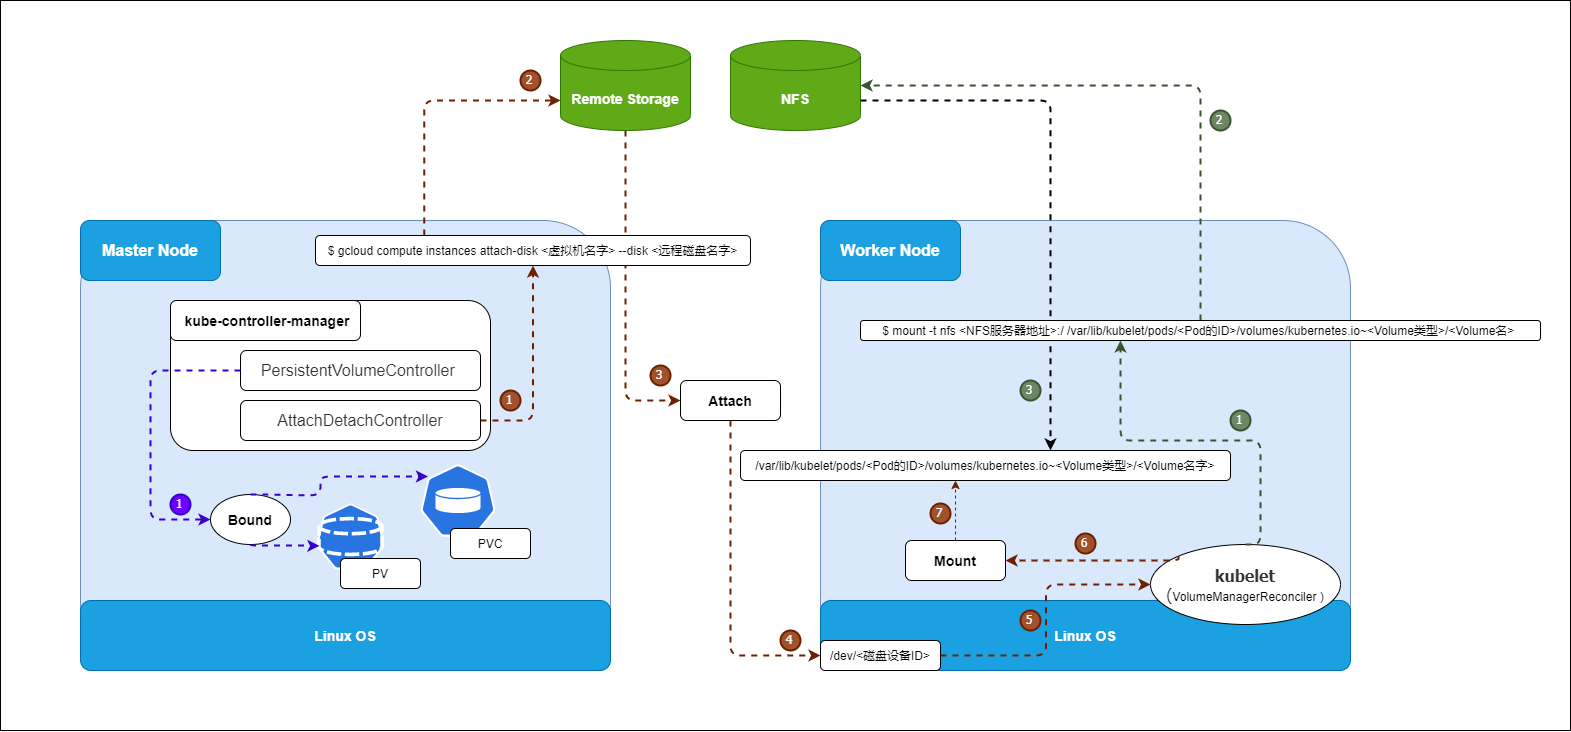 2
Remote Storage
NFS
2
Master Node
$ gcloud compute instances attach-disk <虚拟机名字> --disk <远程磁盘名字>
Worker Node
kube-controller-manager
$ mount -t nfs <NFS服务器地址>:/ /var/lib/kubelet/pods/<Pod的ID>/volumes/kubernetes.io~<Volume类型>/<Volume名>
PersistentVolumeController
3
3
1
Attach
AttachDetachController
1
/var/lib/kubelet/pods/<Pod的ID>/volumes/kubernetes.io~<Volume类型>/<Volume名字>
1
Bound
7
PVC
6
Mount
PV
kubelet
(VolumeManagerReconciler )
5
Linux OS
4
Linux OS
/dev/<磁盘设备ID>